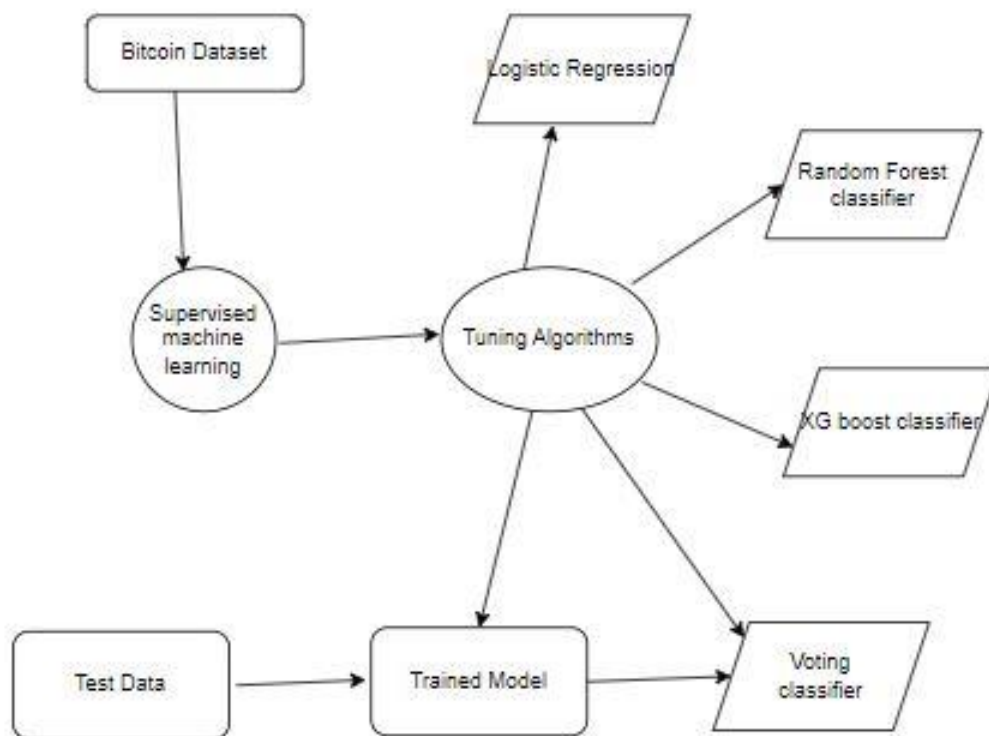 Bitcoin Dataset
Logistic Regression
Random Forest
classifier
Supervised
machine
learning
Tuning Algorithms
XG boost classifier
Test Data
Trained Model
Voting
classifier